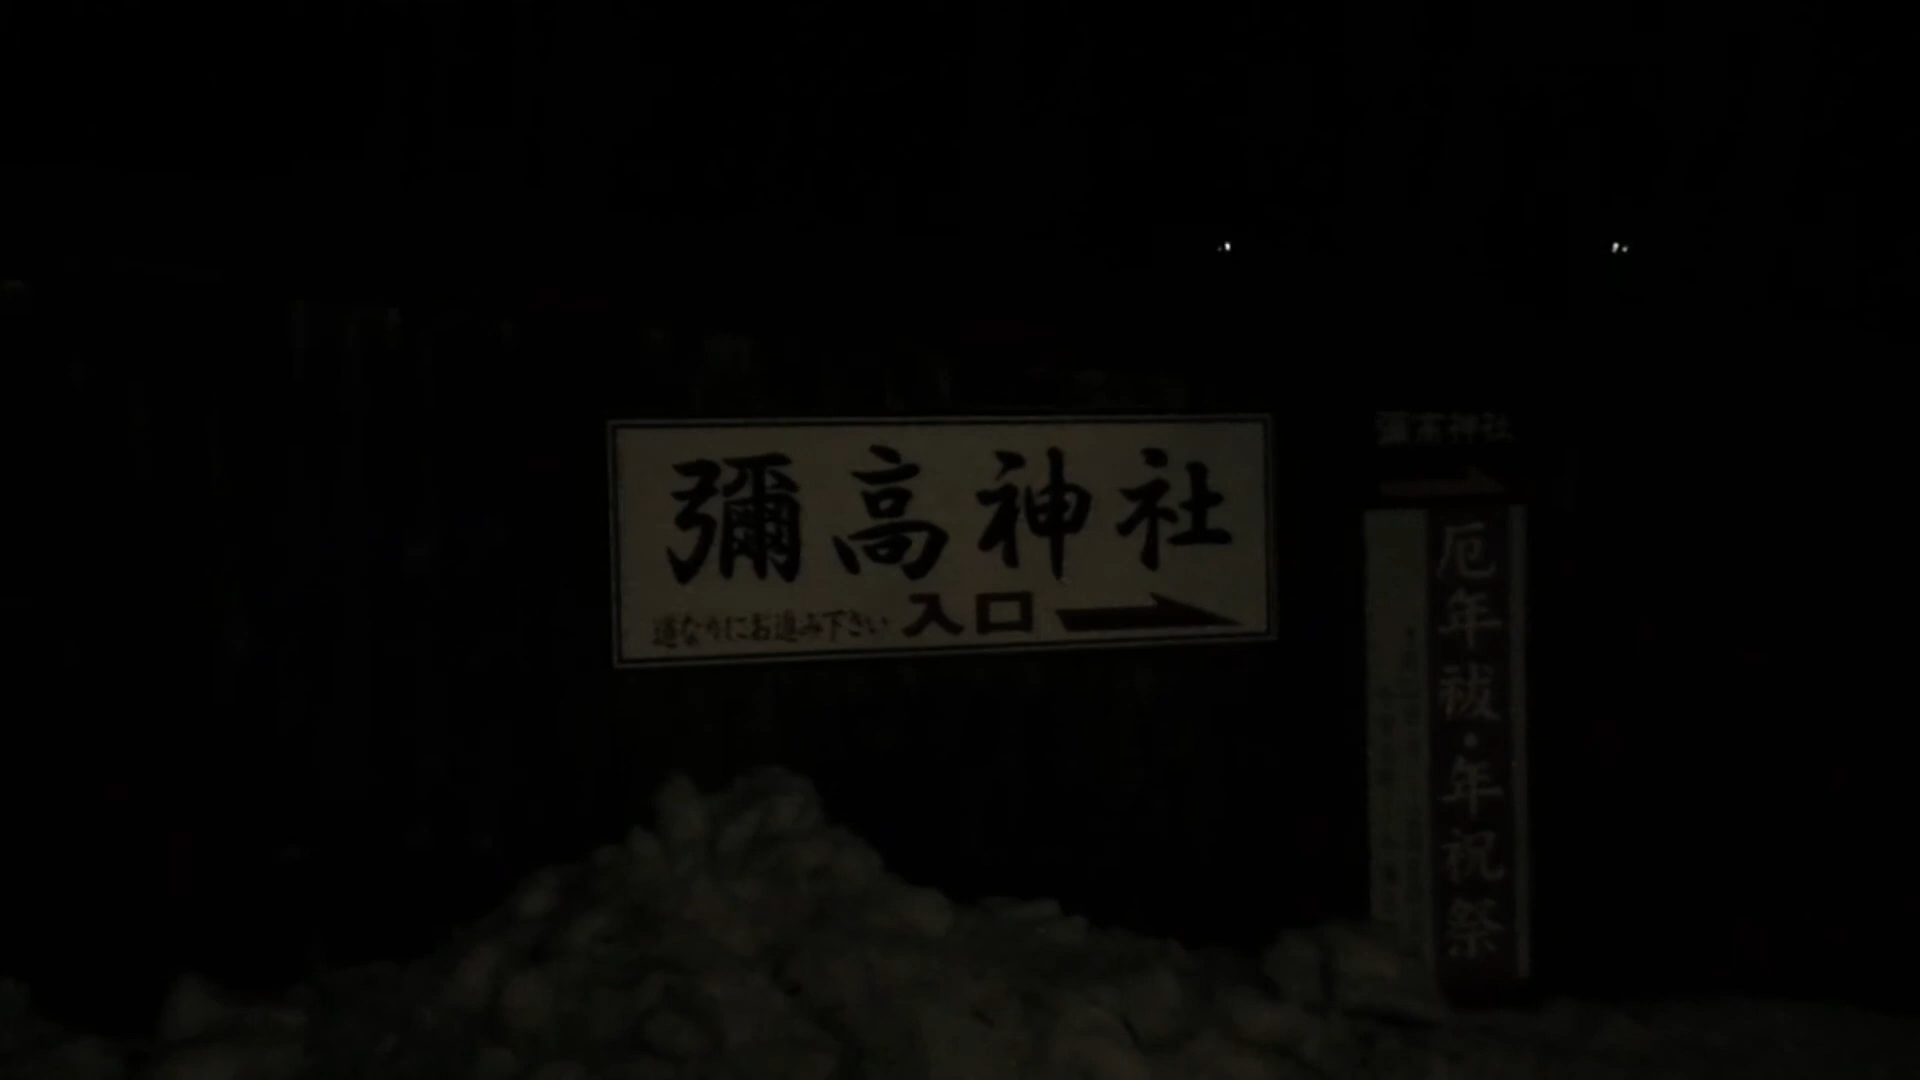 彌高神社
道なりにお進み下さい 入口
彌高神社
厄年祓・年祝祭